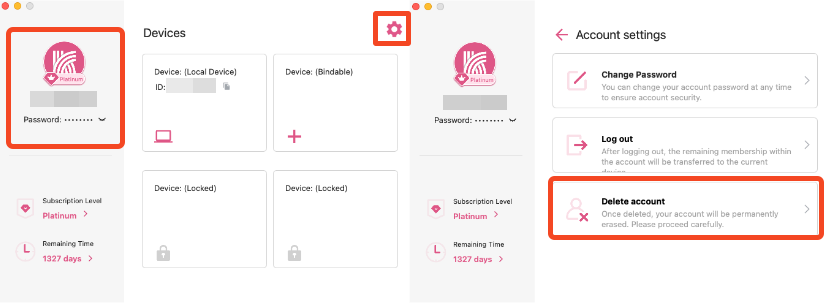 Platinum
Password: ••••••••
Subscription Level
Platinum
Remaining Time
1327 days
Devices
Device: (Local Device)
ID:
Device: (Bindable)
Device: (Locked)
Device: (Locked)
Platinum
Password: ••••••••
Subscription Level
Platinum
Remaining Time
1327 days
Account settings
Change Password
You can change your account password at any time
to ensure account security.
Log out
After logging out, the remaining membership within
the account will be transferred to the current
device.
Delete account
Once deleted, your account will be permanently
erased. Please proceed carefully.